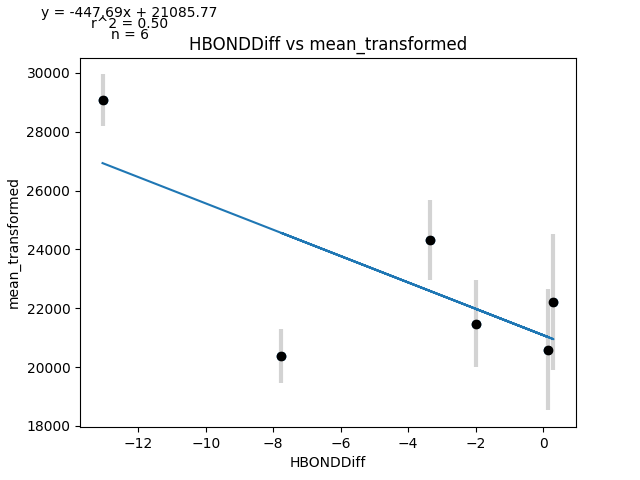 y = -447.69x + 21085.77
r^2 = 0.50
n = 6
HBONDDiff vs mean_transformed
30000
28000
26000
24000
22000
20000
18000
mean_transformed
−12
−10
−8
−6
−4
−2
0
HBONDDiff